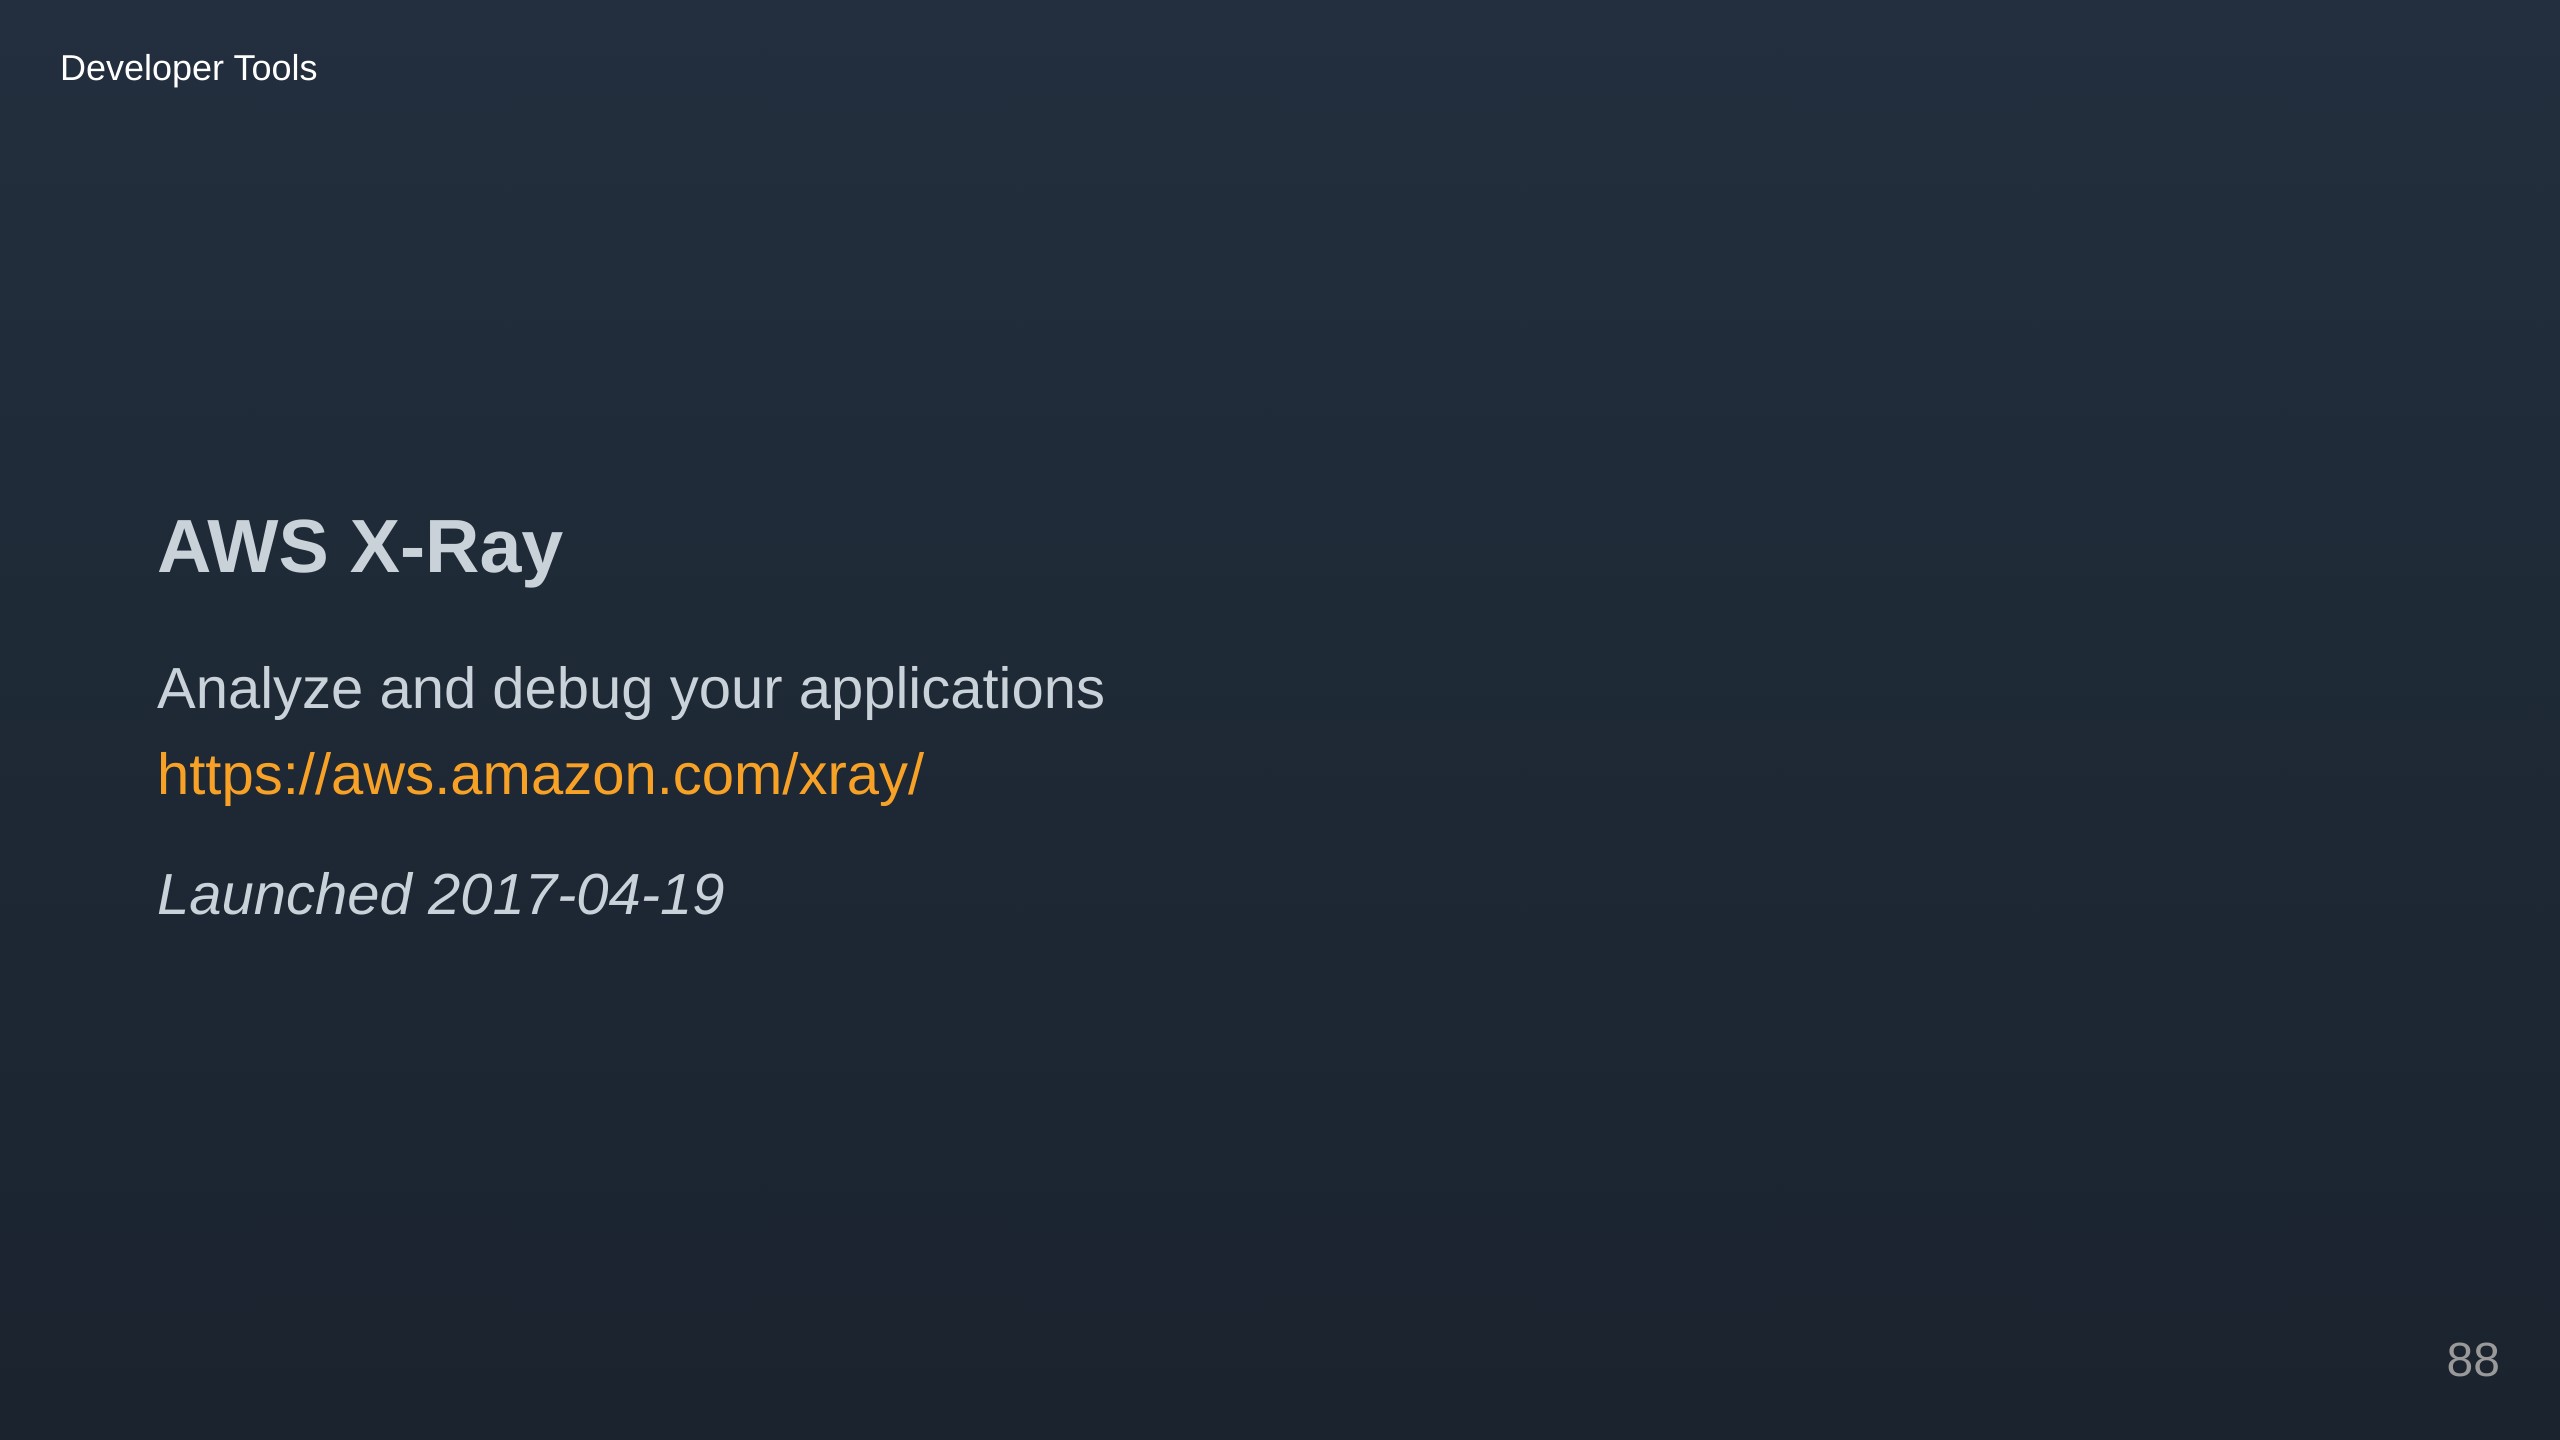 Developer Tools
AWS X-Ray
Analyze and debug your applications
https://aws.amazon.com/xray/
Launched 2017-04-19
88